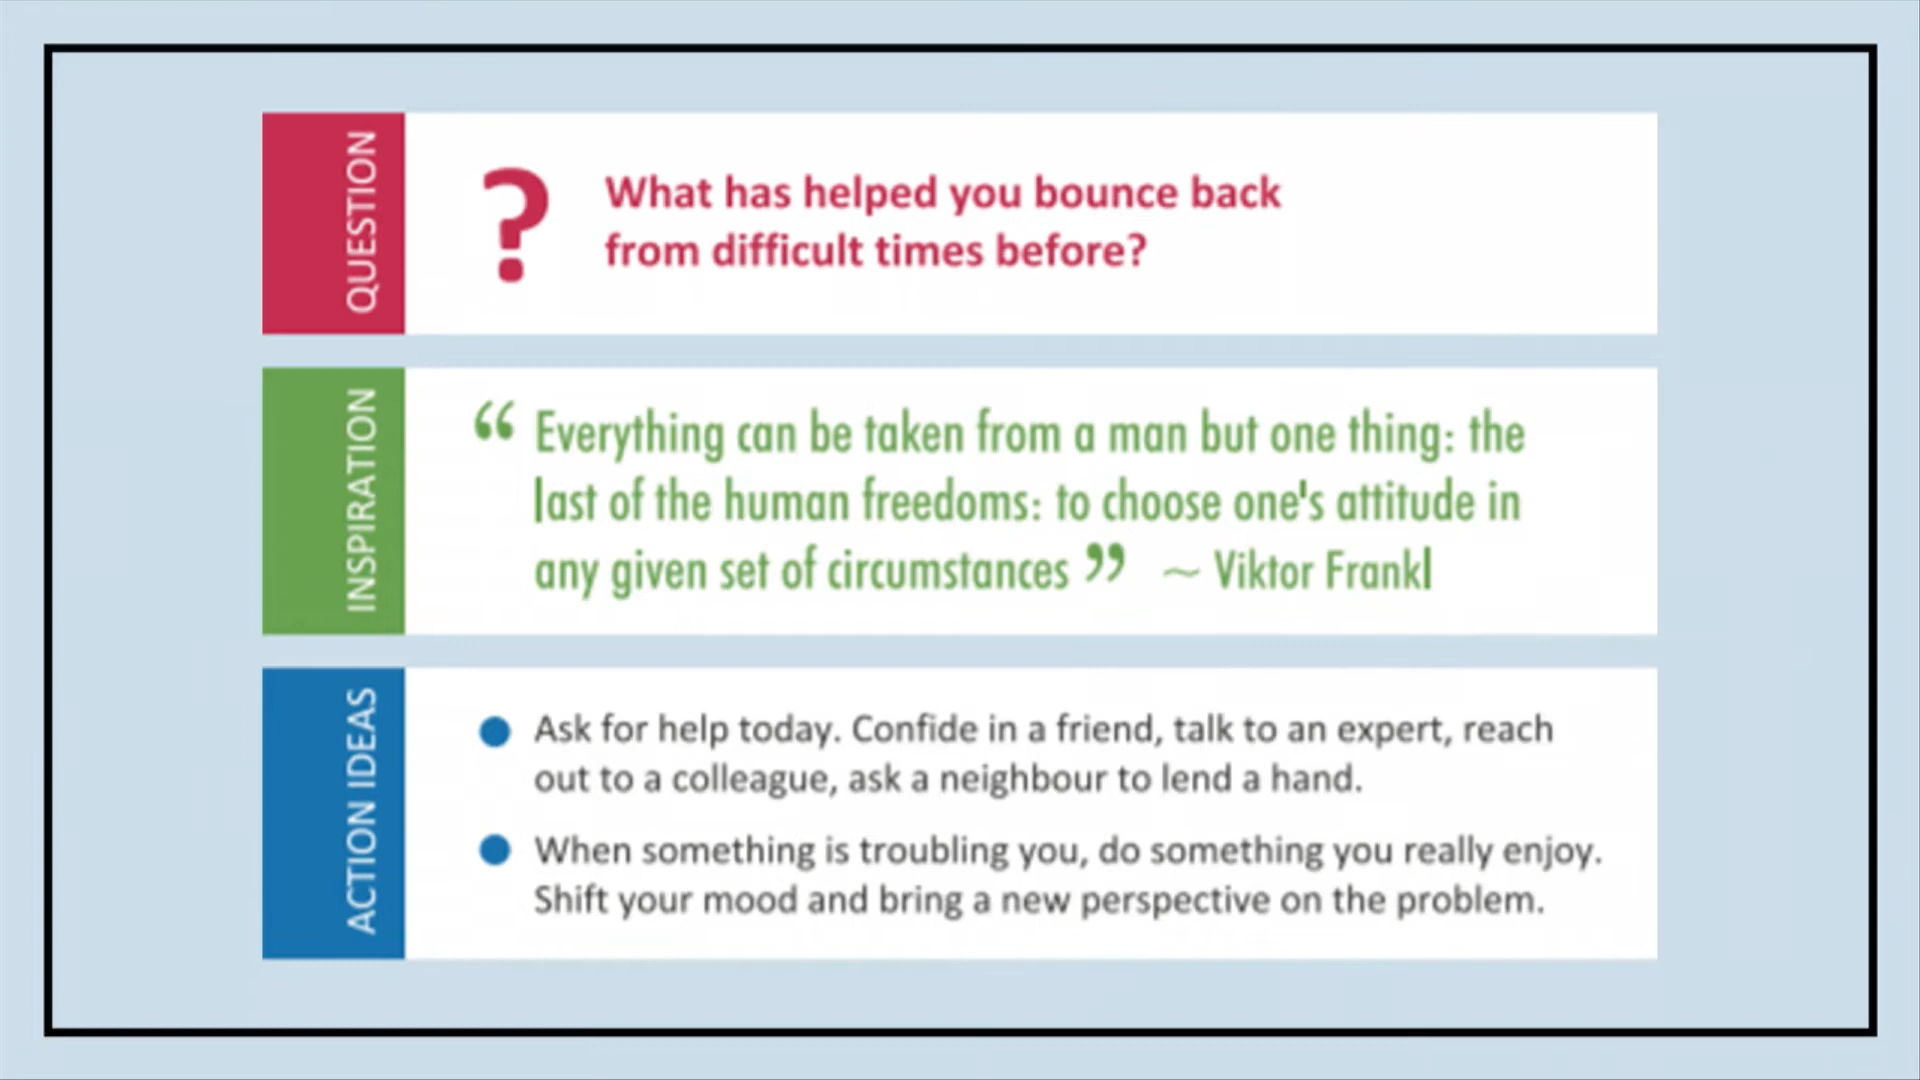 QUESTION
?
What has helped you bounce back
from difficult times before?
INSPIRATION
“ Everything can be taken from a man but one thing: the
last of the human freedoms: to choose one's attitude in
any given set of circumstances ” ~ Viktor Frankl
ACTION IDEAS
● Ask for help today. Confide in a friend, talk to an expert, reach
out to a colleague, ask a neighbour to lend a hand.
● When something is troubling you, do something you really enjoy.
Shift your mood and bring a new perspective on the problem.